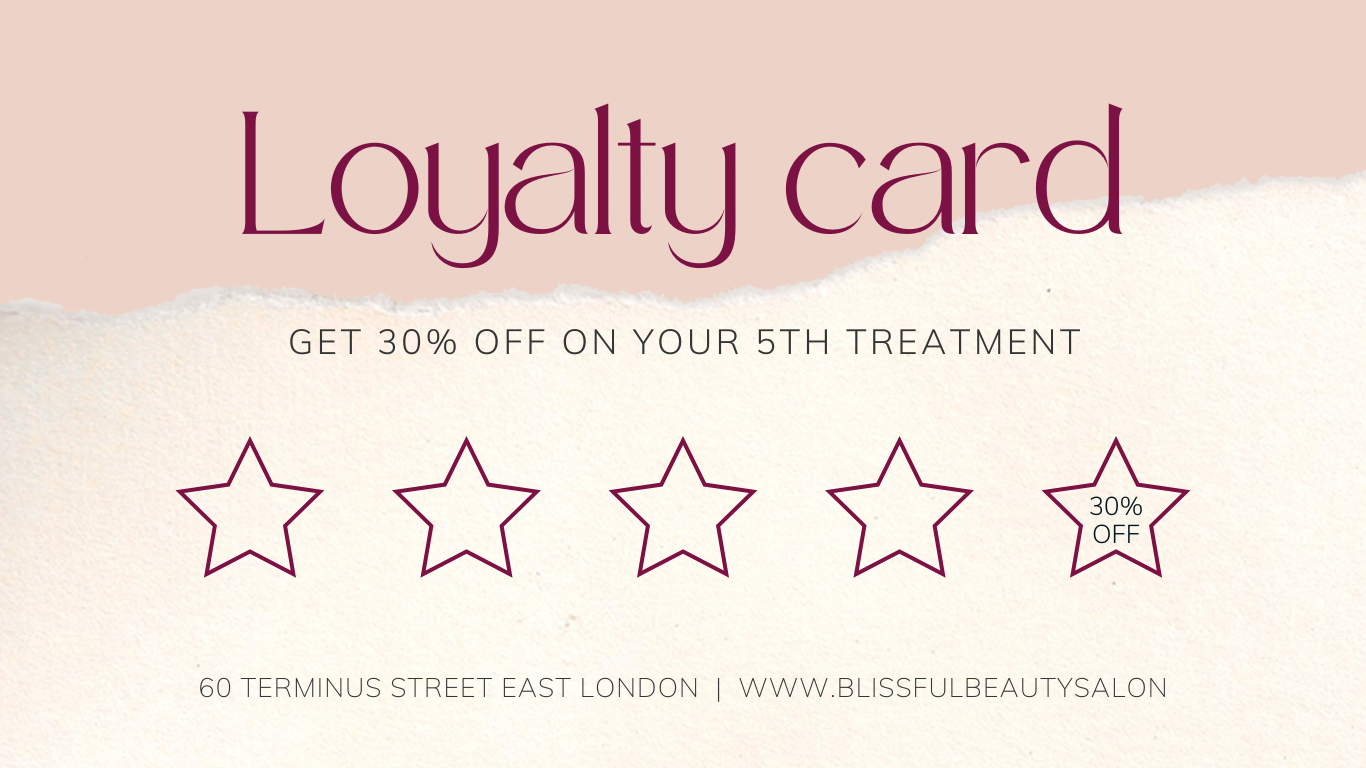 Loyalty card
GET 30% OFF ON YOUR 5TH TREATMENT
30%
OFF
60 TERMINUS STREET EAST LONDON | WWW.BLISSFULBEAUTYSALON